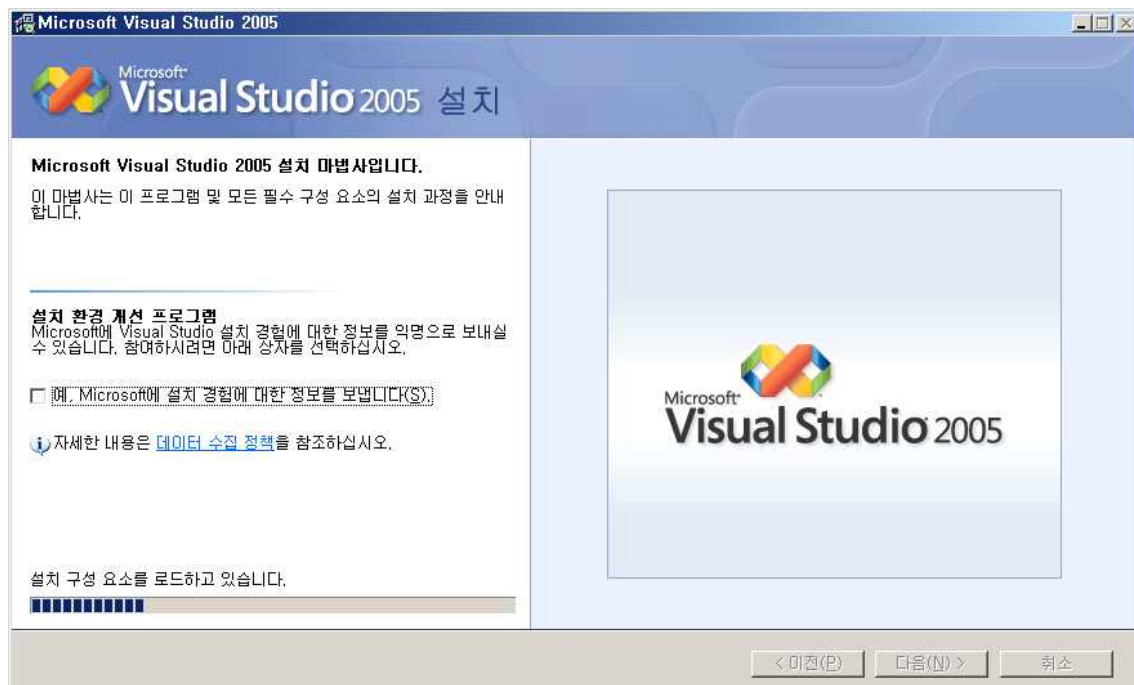 Microsoft Visual Studio 2005
Microsoft
Visual Studio 2005 설치
Microsoft Visual Studio 2005 설치 마법사입니다.
이 마법사는 이 프로그램 및 모든 필수 구성 요소의 설치 과정을 안내
합니다.
설치 환경 개선 프로그램
Microsoft에 Visual Studio 설치 경험에 대한 정보를 익명으로 보내실
수 있습니다. 참여하시려면 아래 상자를 선택하십시오.
예, Microsoft에 설치 경험에 대한 정보를 보냅니다(S).
자세한 내용은 데이터 수집 정책을 참조하십시오.
설치 구성 요소를 로드하고 있습니다.
Microsoft
Visual Studio 2005
< 이전(P) 다음(N) > 취소